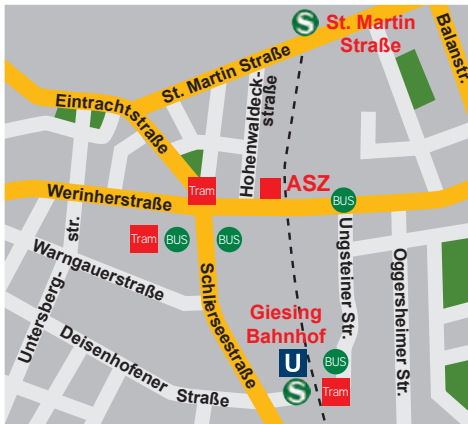 S
St. Martin
Straße
Balanstr.
St. Martin Straße
Eintrachtstraße
Hohenwaldeck-
straße
Tram
ASZ
Werinherstraße
BUS
Tram
BUS
BUS
Untersberg-
str.
Warngauerstraße
Schlierseestraße
Ungsteiner Str.
Oggersheimer Str.
Giesing
Bahnhof
Deisenhofener Straße
U
BUS
S
Tram